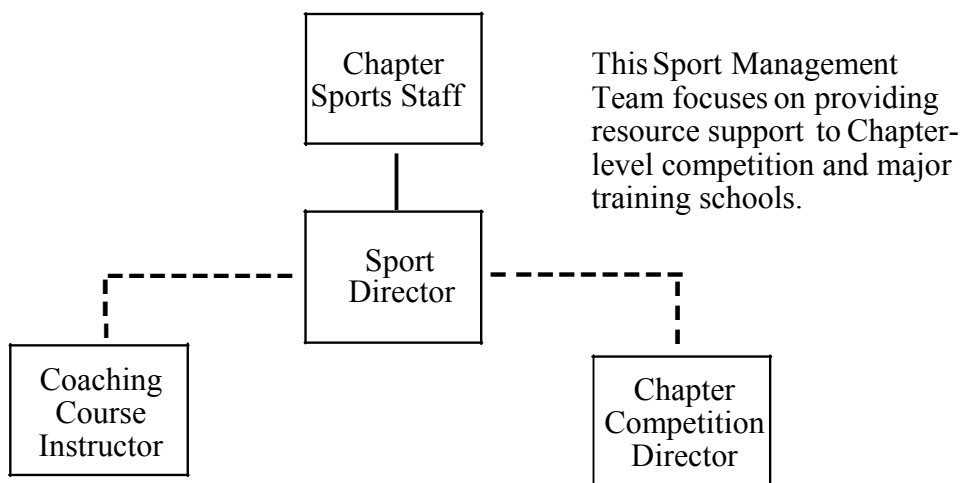 Chapter
Sports Staff
This Sport Management
Team focuses on providing
resource support to Chapter-
level competition and major
training schools.
Sport
Director
Coaching
Course
Instructor
Chapter
Competition
Director